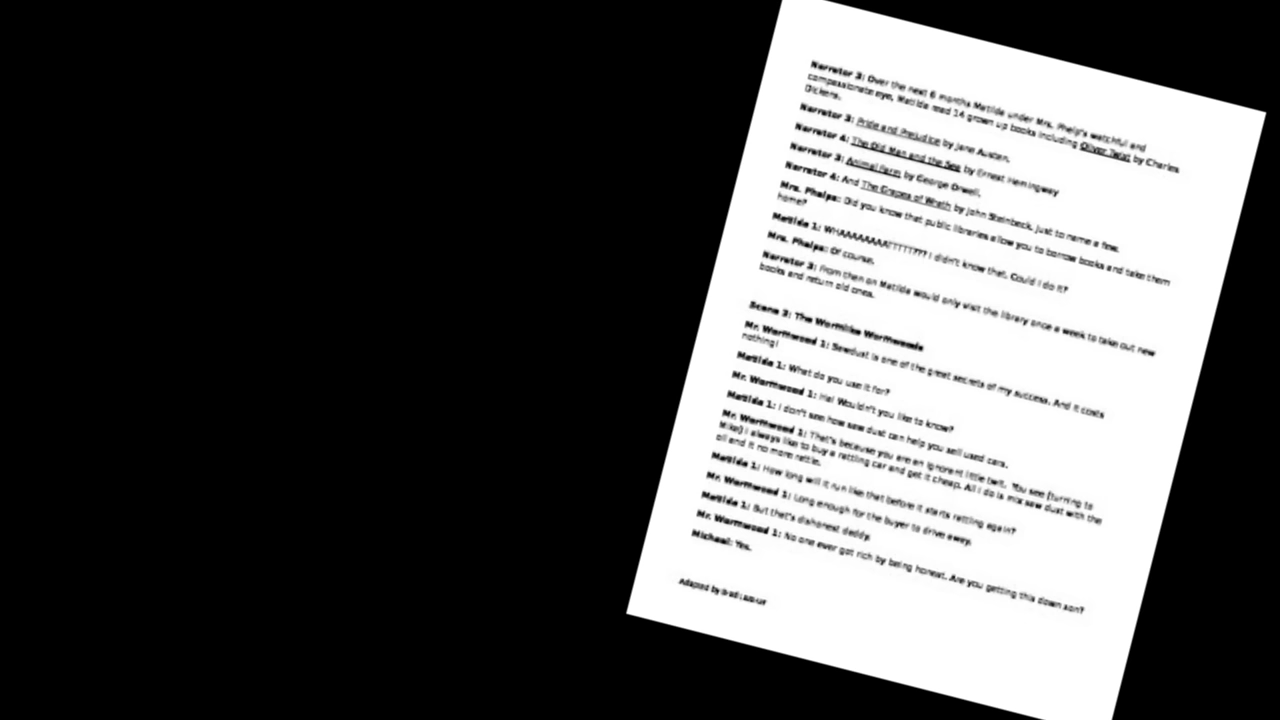 Narrator 3: Over the next 6 months Matilda under Mrs. Phelp's watchful and
compassionate eye, Matilda read 14 grown up books including Oliver Twist by Charles
Dickens.
Narrator 3: Pride and Prejudice by Jane Austen.
Narrator 4: The Old Man and the Sea by Ernest Hemingway
Narrator 3: Animal Farm by George Orwell.
Narrator 4: And The Grapes of Wrath by John Steinbeck, just to name a few.
Mrs. Phelps: Did you know that public libraries allow you to borrow books and take them
home?
Matilda 1: WHAAAAAAAATTTTT??? I didn't know that. Could I do it?
Mrs. Phelps: Of course.
Narrator 3: From then on Matilda would only visit the library once a week to take out new
books and return old ones.
Scene 3: The Wormlike Wormwoods
Mr. Wormwood 1: Sawdust is one of the great secrets of my success. And it costs
nothing!
Matilda 1: What do you use it for?
Mr. Wormwood 1: Ha! Wouldn't you like to know?
Matilda 1: I don't see how saw dust can help you sell used cars.
Mr. Wormwood 1: That's because you are an ignorant little twit. You see (turning to
Mike) I always like to buy a rattling car and get it cheap. All I do is mix saw dust with the
oil and it no more rattle.
Matilda 1: How long will it run like that before it starts rattling again?
Mr. Wormwood 1: Long enough for the buyer to drive away.
Matilda 1: But that's dishonest daddy.
Mr. Wormwood 1: No one ever got rich by being honest. Are you getting this down son?
Michael: Yes.
Adapted by